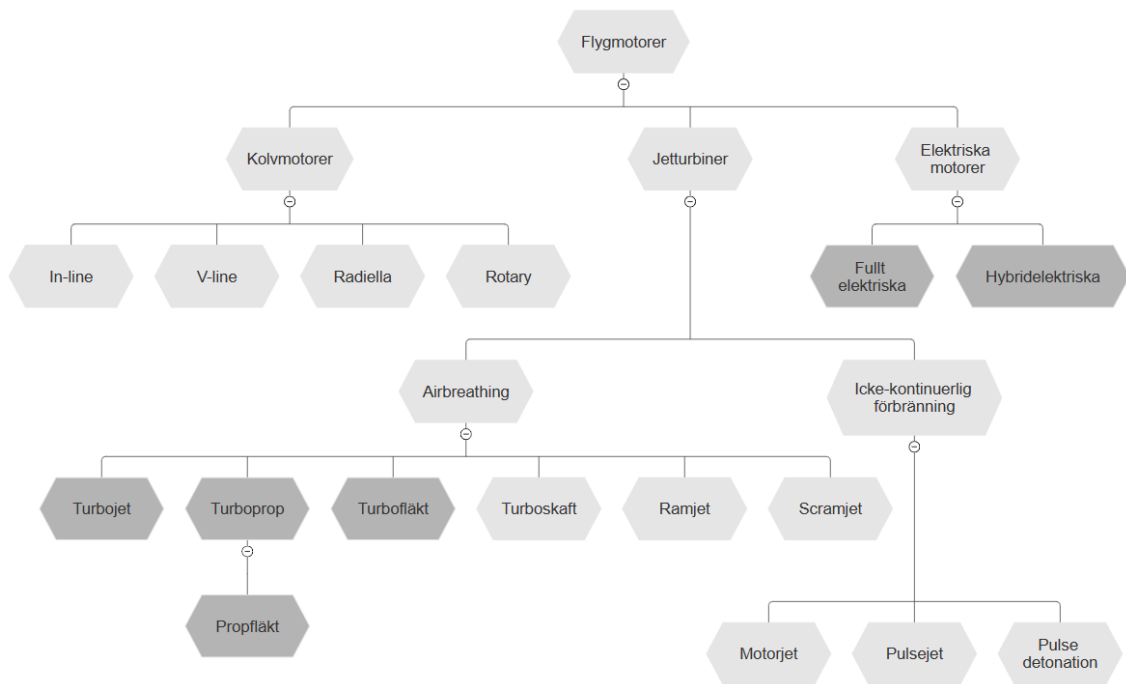 Flygmotorer
Kolvmotorer
Jetturbiner
Elektriska
motorer
In-line
V-line
Radiella
Rotary
Fullt
elektriska
Hybridelektriska
Airbreathing
Icke-kontinuerlig
förbränning
Turbojet
Turboprop
Turbofläkt
Turboskaft
Ramjet
Scramjet
Propfläkt
Motorjet
Pulsejet
Pulse
detonation